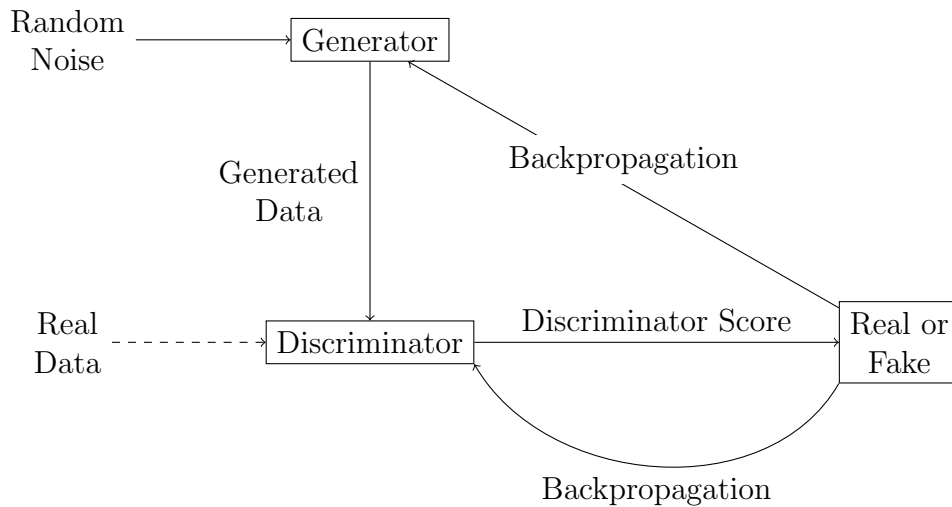 Random
Noise
Generator
Backpropagation
Generated
Data
Real
Data
Discriminator
Discriminator Score
Real or
Fake
Backpropagation